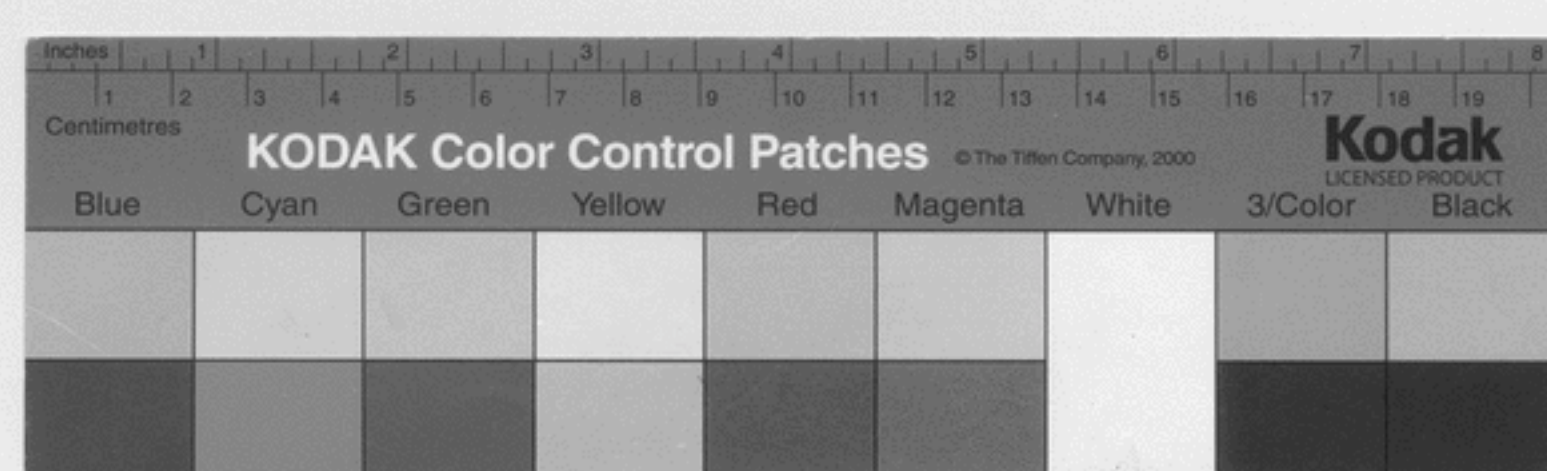 Inches 1 2 3 4 5 6 7 8
1 2 3 4 5 6 7 8 9 10 11 12 13 14 15 16 17 18 19
Centimetres
KODAK Color Control Patches © The Tiffen Company, 2000 Kodak
LICENSED PRODUCT
Blue Cyan Green Yellow Red Magenta White 3/Color Black